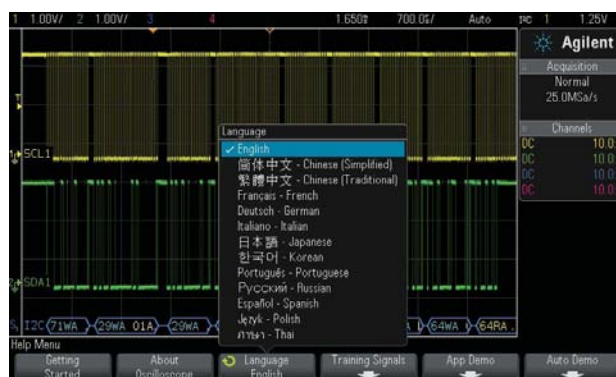 1 1.00V/ 2 1.00V/ 3 4 1.650s 700.0s/ Auto I²C 1 1.25V
Agilent
Acquisition
Normal
25.0MSa/s
Channels
DC 10.0:
DC 10.0:
DC 10.0:
DC 10.0:
SCL1
SDA1
Language
✓ English
简体中文 - Chinese (Simplified)
繁體中文 - Chinese (Traditional)
Français - French
Deutsch - German
Italiano - Italian
日本語 - Japanese
한국어 - Korean
Português - Portuguese
Русский - Russian
Español - Spanish
Język - Polish
ภาษา - Thai
I2C 71WA 29WA 01A 29WA 64WA 64RA
Help Menu
Getting Started
About Oscilloscope
Language English
Training Signals
App Demo
Auto Demo